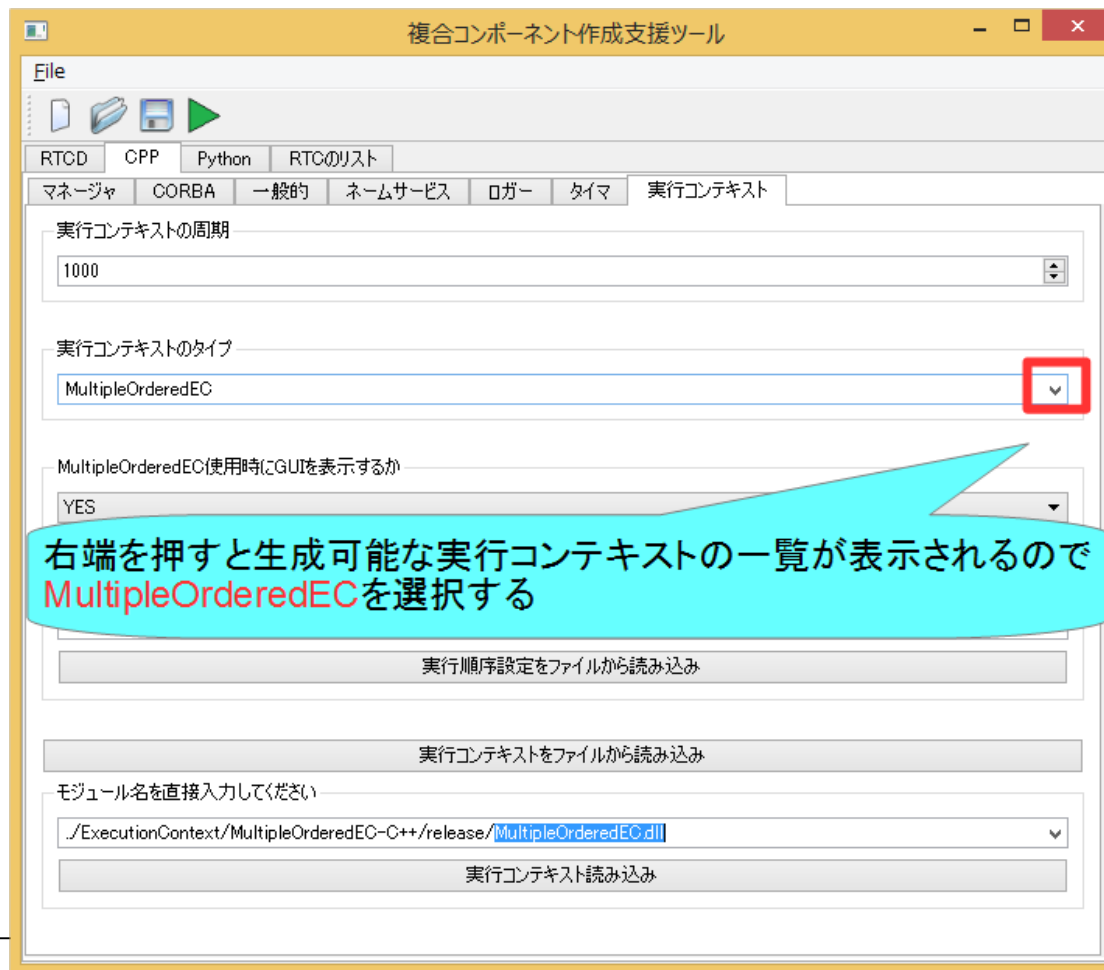 複合コンポーネント作成支援ツール
File
RTCD CPP Python RTCのリスト
マネージャ CORBA 一般的 ネームサービス ロガー タイマ 実行コンテキスト
実行コンテキストの周期
1000
実行コンテキストのタイプ
MultipleOrderedEC
MultipleOrderedEC使用時にGUIを表示するか
YES
右端を押すと生成可能な実行コンテキストの一覧が表示されるので
MultipleOrderedECを選択する
実行順序設定をファイルから読み込み
実行コンテキストをファイルから読み込み
モジュール名を直接入力してください
../ExecutionContext/MultipleOrderedEC-C++/release/MultipleOrderedEC.dll
実行コンテキスト読み込み